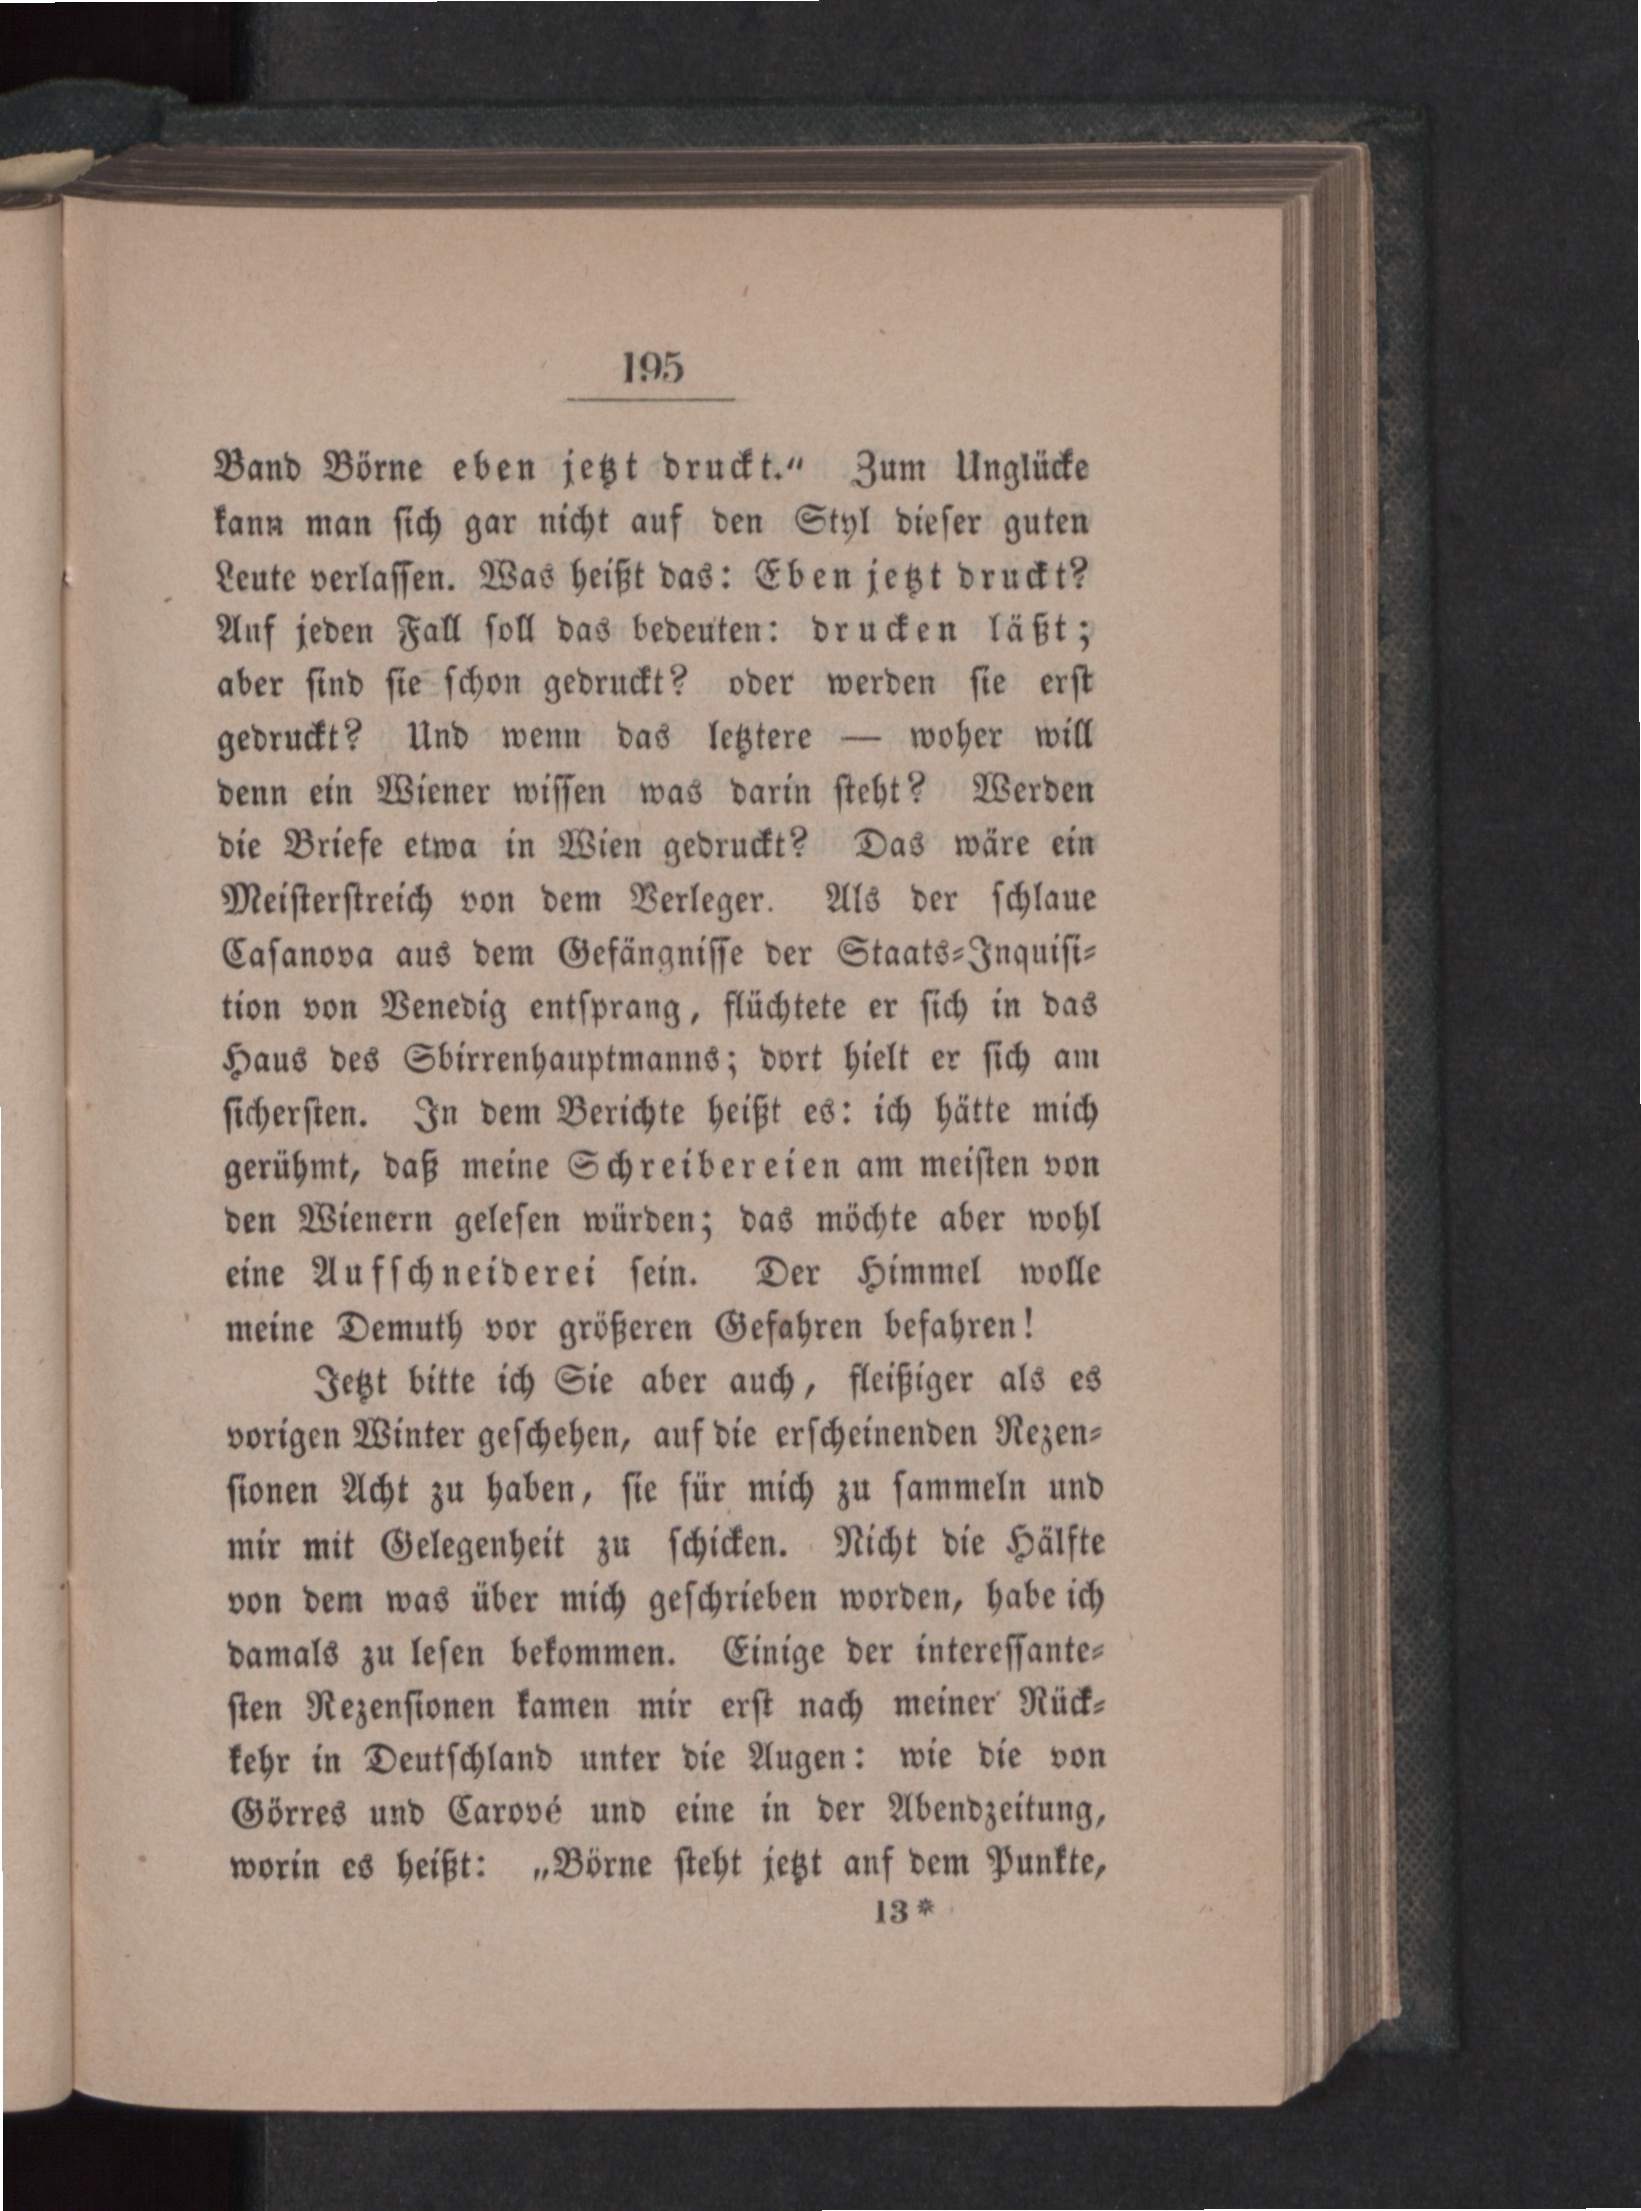 195
Band Börne eben jetzt druckt.“ Zum Unglücke
kann man sich gar nicht auf den Styl dieser guten
Leute verlassen. Was heißt das: Eben jetzt druckt?
Auf jeden Fall soll das bedeuten: drucken läßt;
aber sind sie schon gedruckt? oder werden sie erst
gedruckt? Und wenn das letztere — woher will
denn ein Wiener wissen was darin steht? Werden
die Briefe etwa in Wien gedruckt? Das wäre ein
Meisterstreich von dem Verleger. Als der schlaue
Casanova aus dem Gefängnisse der Staats-Inquisi-
tion von Venedig entsprang, flüchtete er sich in das
Haus des Sbirrenhauptmanns; dort hielt er sich am
sichersten. In dem Berichte heißt es: ich hätte mich
gerühmt, daß meine Schreibereien am meisten von
den Wienern gelesen würden; das möchte aber wohl
eine Aufschneiderei sein. Der Himmel wolle
meine Demuth vor größeren Gefahren befahren!
Jetzt bitte ich Sie aber auch, fleißiger als es
vorigen Winter geschehen, auf die erscheinenden Rezen-
sionen Acht zu haben, sie für mich zu sammeln und
mir mit Gelegenheit zu schicken. Nicht die Hälfte
von dem was über mich geschrieben worden, habe ich
damals zu lesen bekommen. Einige der interessante-
sten Rezensionen kamen mir erst nach meiner Rück-
kehr in Deutschland unter die Augen: wie die von
Görres und Carové und eine in der Abendzeitung,
worin es heißt: „Börne steht jetzt auf dem Punkte,
13*